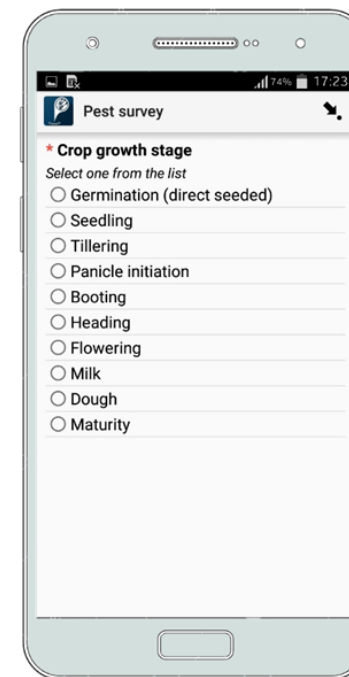 74% 17:23
Pest survey
* Crop growth stage
Select one from the list
Germination (direct seeded)
Seedling
Tillering
Panicle initiation
Booting
Heading
Flowering
Milk
Dough
Maturity